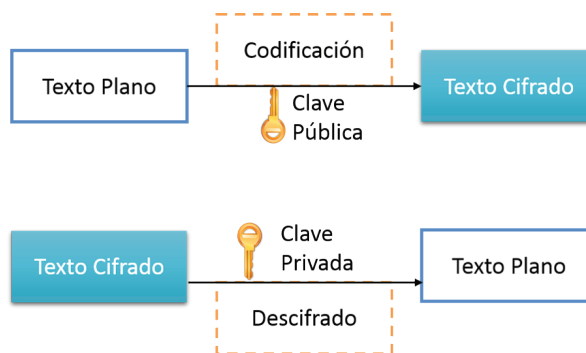 Codificación
Texto Plano
Texto Cifrado
Clave
Pública
Clave
Privada
Texto Cifrado
Texto Plano
Descifrado